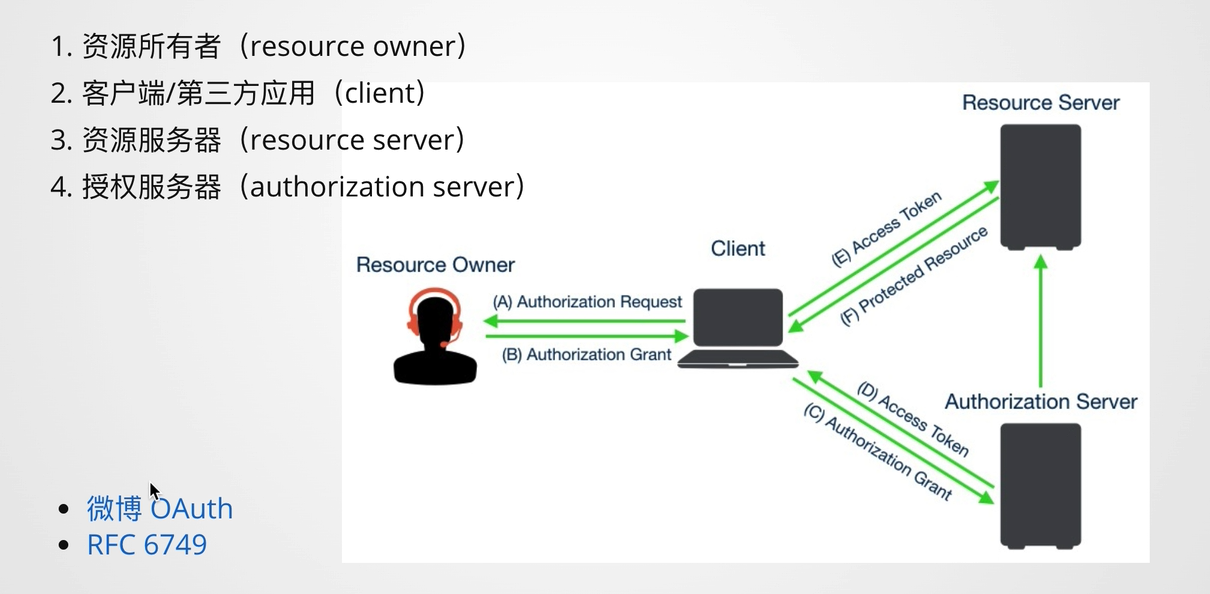 1. 资源所有者（resource owner）
2. 客户端/第三方应用（client）
3. 资源服务器（resource server）
4. 授权服务器（authorization server）
Resource Server
(E) Access Token
(F) Protected Resource
Client
Resource Owner
(A) Authorization Request
(B) Authorization Grant
(D) Access Token
(C) Authorization Grant
Authorization Server
• 微博 OAuth
• RFC 6749